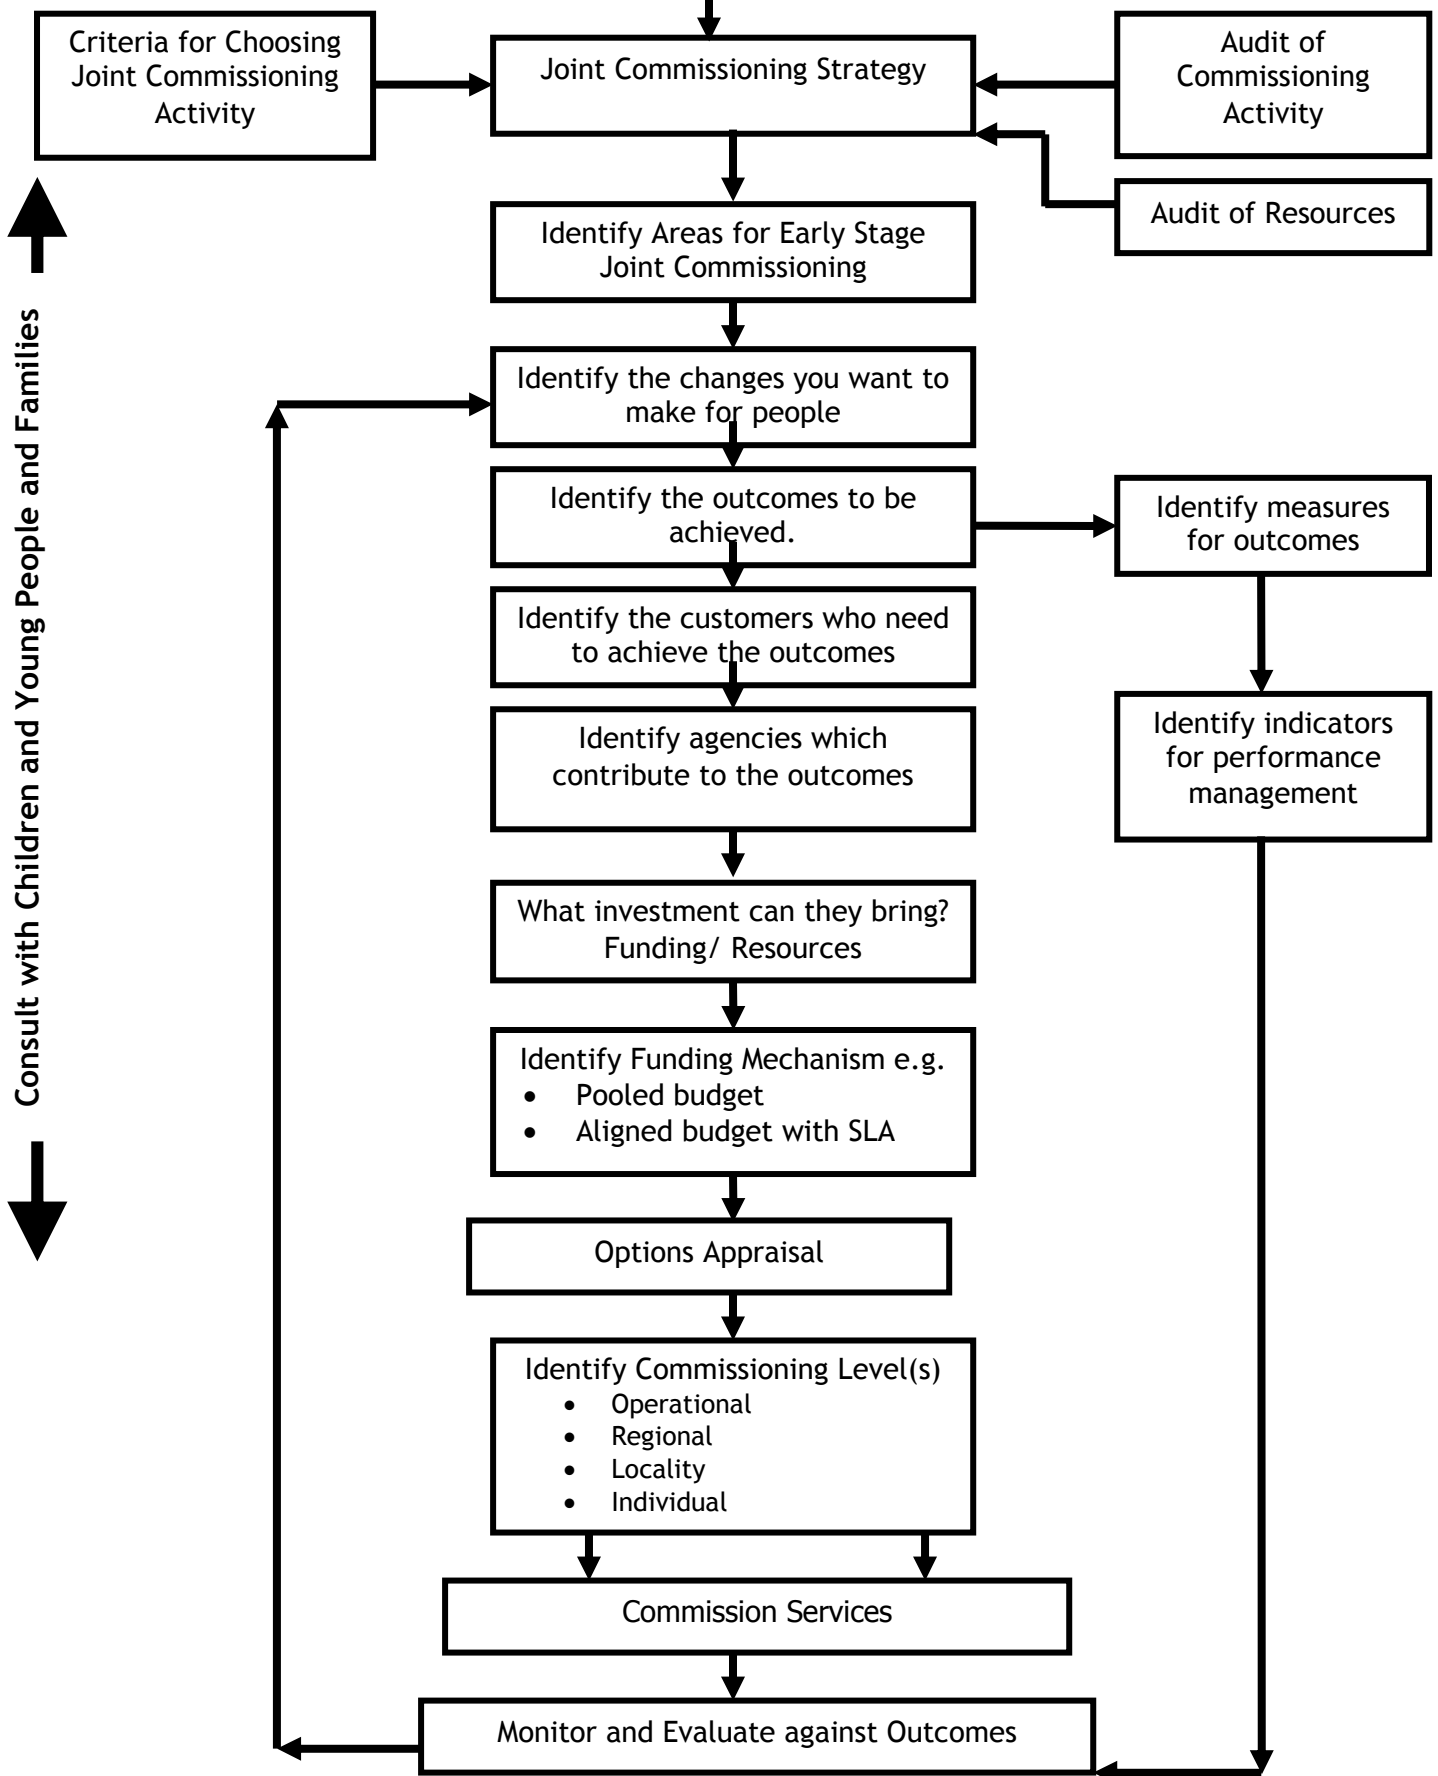 Criteria for Choosing
Joint Commissioning
Activity
Joint Commissioning Strategy
Audit of
Commissioning
Activity
Audit of Resources
Identify Areas for Early Stage
Joint Commissioning
Consult with Children and Young People and Families
Identify the changes you want to
make for people
Identify the outcomes to be
achieved.
Identify measures
for outcomes
Identify the customers who need
to achieve the outcomes
Identify agencies which
contribute to the outcomes
Identify indicators
for performance
management
What investment can they bring?
Funding/ Resources
Identify Funding Mechanism e.g.
• Pooled budget
• Aligned budget with SLA
Options Appraisal
Identify Commissioning Level(s)
• Operational
• Regional
• Locality
• Individual
Commission Services
Monitor and Evaluate against Outcomes